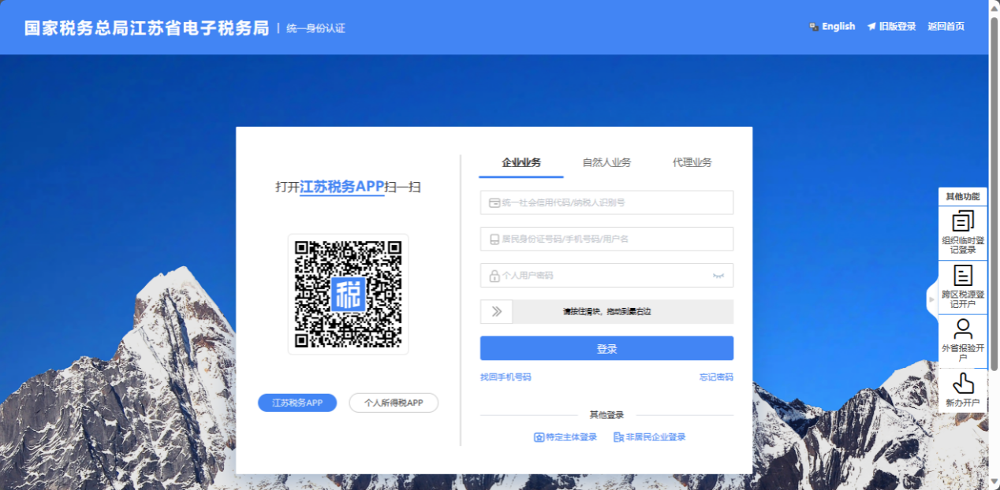 国家税务总局江苏省电子税务局 | 统一身份认证
English 旧版登录 返回首页
打开江苏税务APP扫一扫
税
江苏税务APP 个人所得税APP
企业业务 自然人业务 代理业务
统一社会信用代码/纳税人识别号
居民身份证号码/手机号码/用户名
个人用户密码
请按住滑块，拖动到最右边
登录
找回手机号码 忘记密码
其他登录
特定主体登录 非居民企业登录
其他功能
组织临时登
记登录
跨区税源登
记开户
外省报验开
户
新办开户